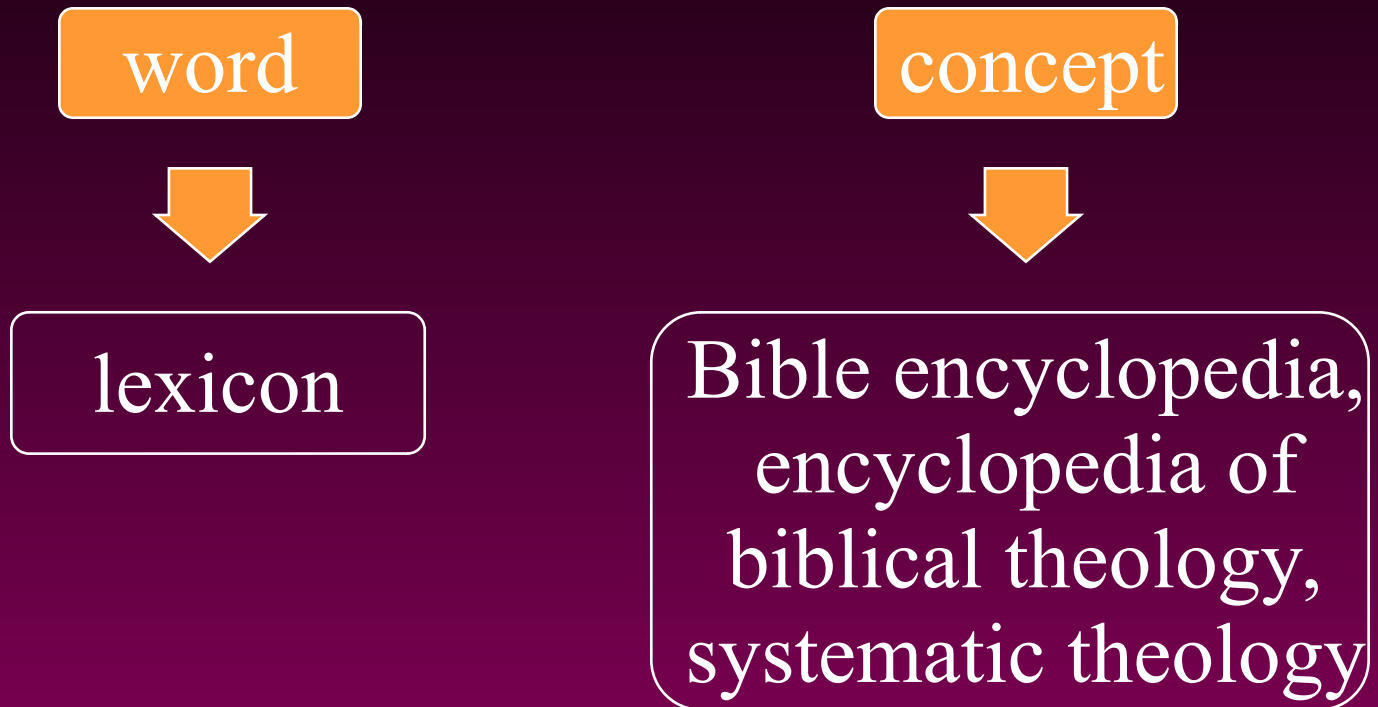 word
concept
lexicon
Bible encyclopedia,
encyclopedia of
biblical theology,
systematic theology